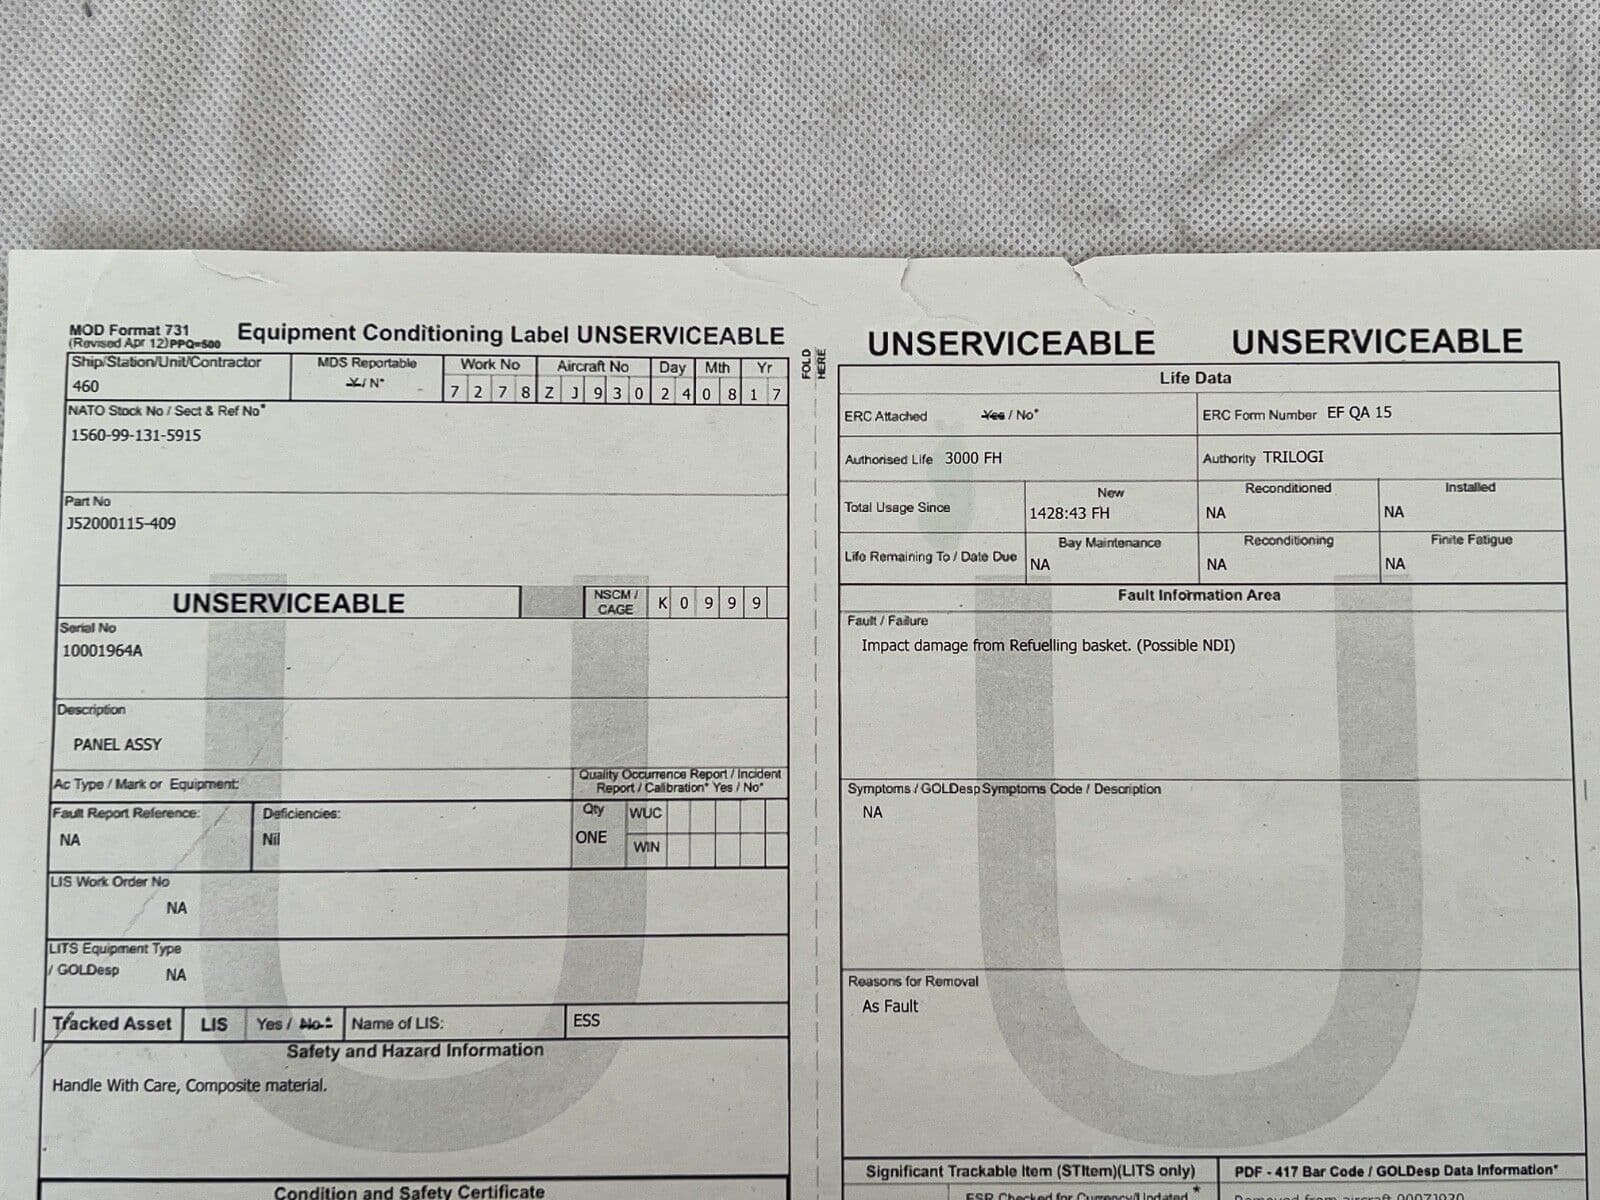 MOD Format 731
(Revised Apr 12)PPQ=500
Equipment Conditioning Label UNSERVICEABLE
Ship/Station/Unit/Contractor
460
MDS Reportable
Y / N*
Work No
7 2 7 8
Aircraft No
Z J 9 3 0
Day Mth Yr
2 4 0 8 1 7
NATO Stock No / Sect & Ref No*
1560-99-131-5915
Part No
J52000115-409
UNSERVICEABLE
NSCM /
CAGE
K 0 9 9 9
Serial No
10001964A
Description
PANEL ASSY
Ac Type / Mark or Equipment:
Quality Occurrence Report / Incident
Report / Calibration* Yes / No*
Fault Report Reference:
NA
Deficiencies:
Nil
Qty
ONE
WUC
WIN
LIS Work Order No
NA
LITS Equipment Type
/ GOLDesp
NA
Tracked Asset
LIS
Yes / No*
Name of LIS:
ESS
Safety and Hazard Information
Handle With Care, Composite material.
Condition and Safety Certificate
FOLD
HERE
UNSERVICEABLE UNSERVICEABLE
Life Data
ERC Attached Yes / No*
ERC Form Number EF QA 15
Authorised Life 3000 FH
Authority TRILOGI
Total Usage Since
New
1428:43 FH
Reconditioned
NA
Installed
NA
Life Remaining To / Date Due
Bay Maintenance
NA
Reconditioning
NA
Finite Fatigue
NA
Fault Information Area
Fault / Failure
Impact damage from Refuelling basket. (Possible NDI)
Symptoms / GOLDesp Symptoms Code / Description
NA
Reasons for Removal
As Fault
Significant Trackable Item (STItem)(LITS only)
PDF - 417 Bar Code / GOLDesp Data Information*
ESR Checked for Currency/Updated *
Removed from aircraft 00071020
U
U